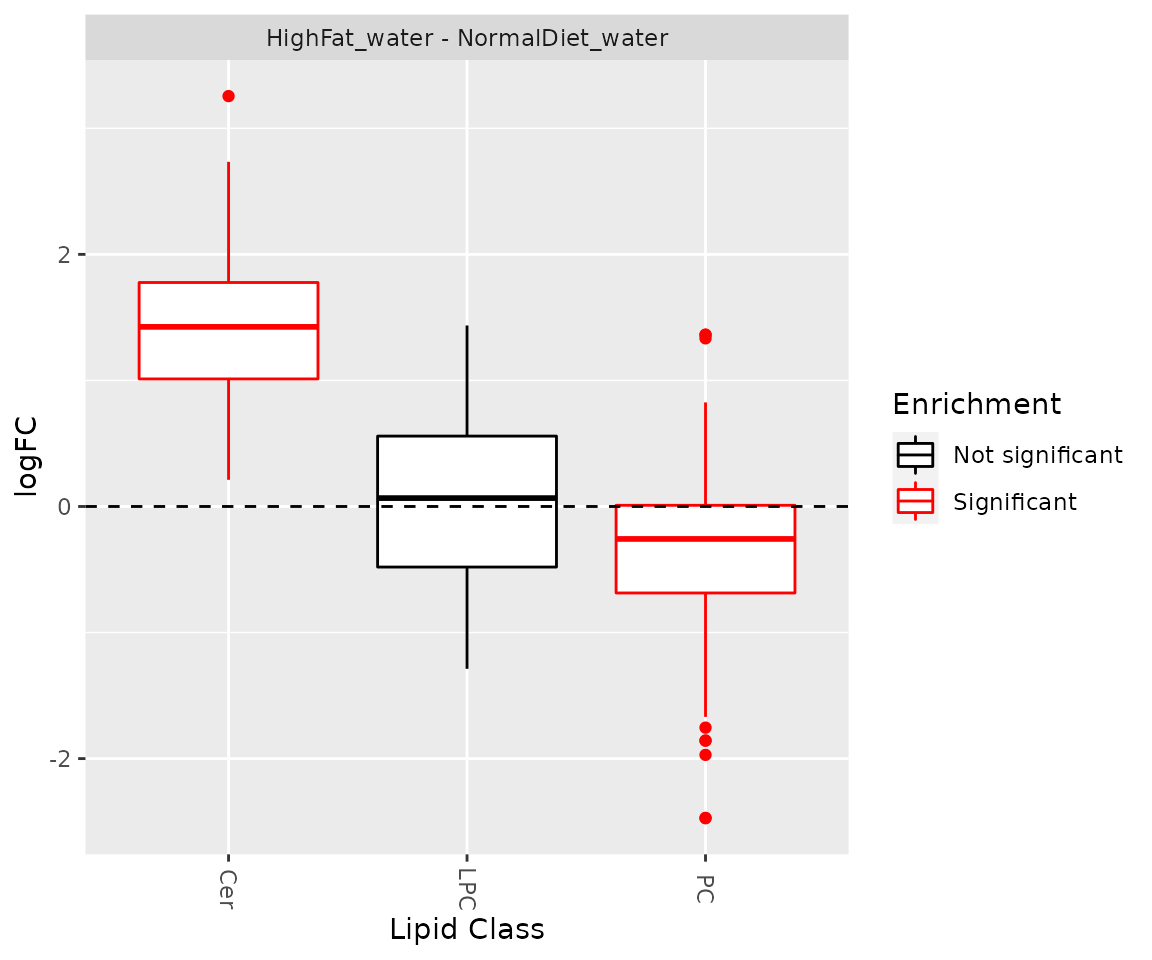 HighFat_water - NormalDiet_water
logFC
2
0
-2
Cer
LPC
PC
Lipid Class
Enrichment
Not significant
Significant